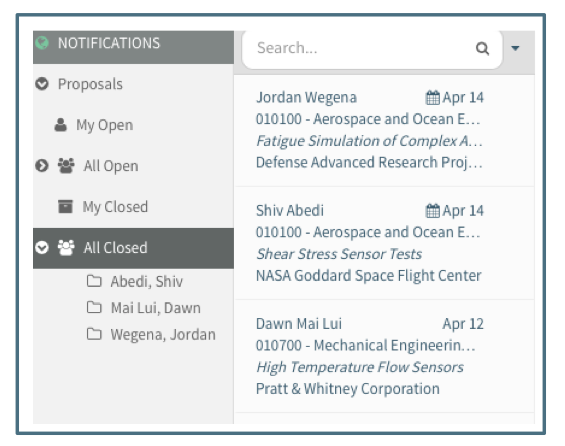 NOTIFICATIONS
Proposals
My Open
All Open
My Closed
All Closed
Abedi, Shiv
Mai Lui, Dawn
Wegena, Jordan
Search...
Jordan Wegena Apr 14
010100 - Aerospace and Ocean E...
Fatigue Simulation of Complex A...
Defense Advanced Research Proj...
Shiv Abedi Apr 14
010100 - Aerospace and Ocean E...
Shear Stress Sensor Tests
NASA Goddard Space Flight Center
Dawn Mai Lui Apr 12
010700 - Mechanical Engineerin...
High Temperature Flow Sensors
Pratt & Whitney Corporation